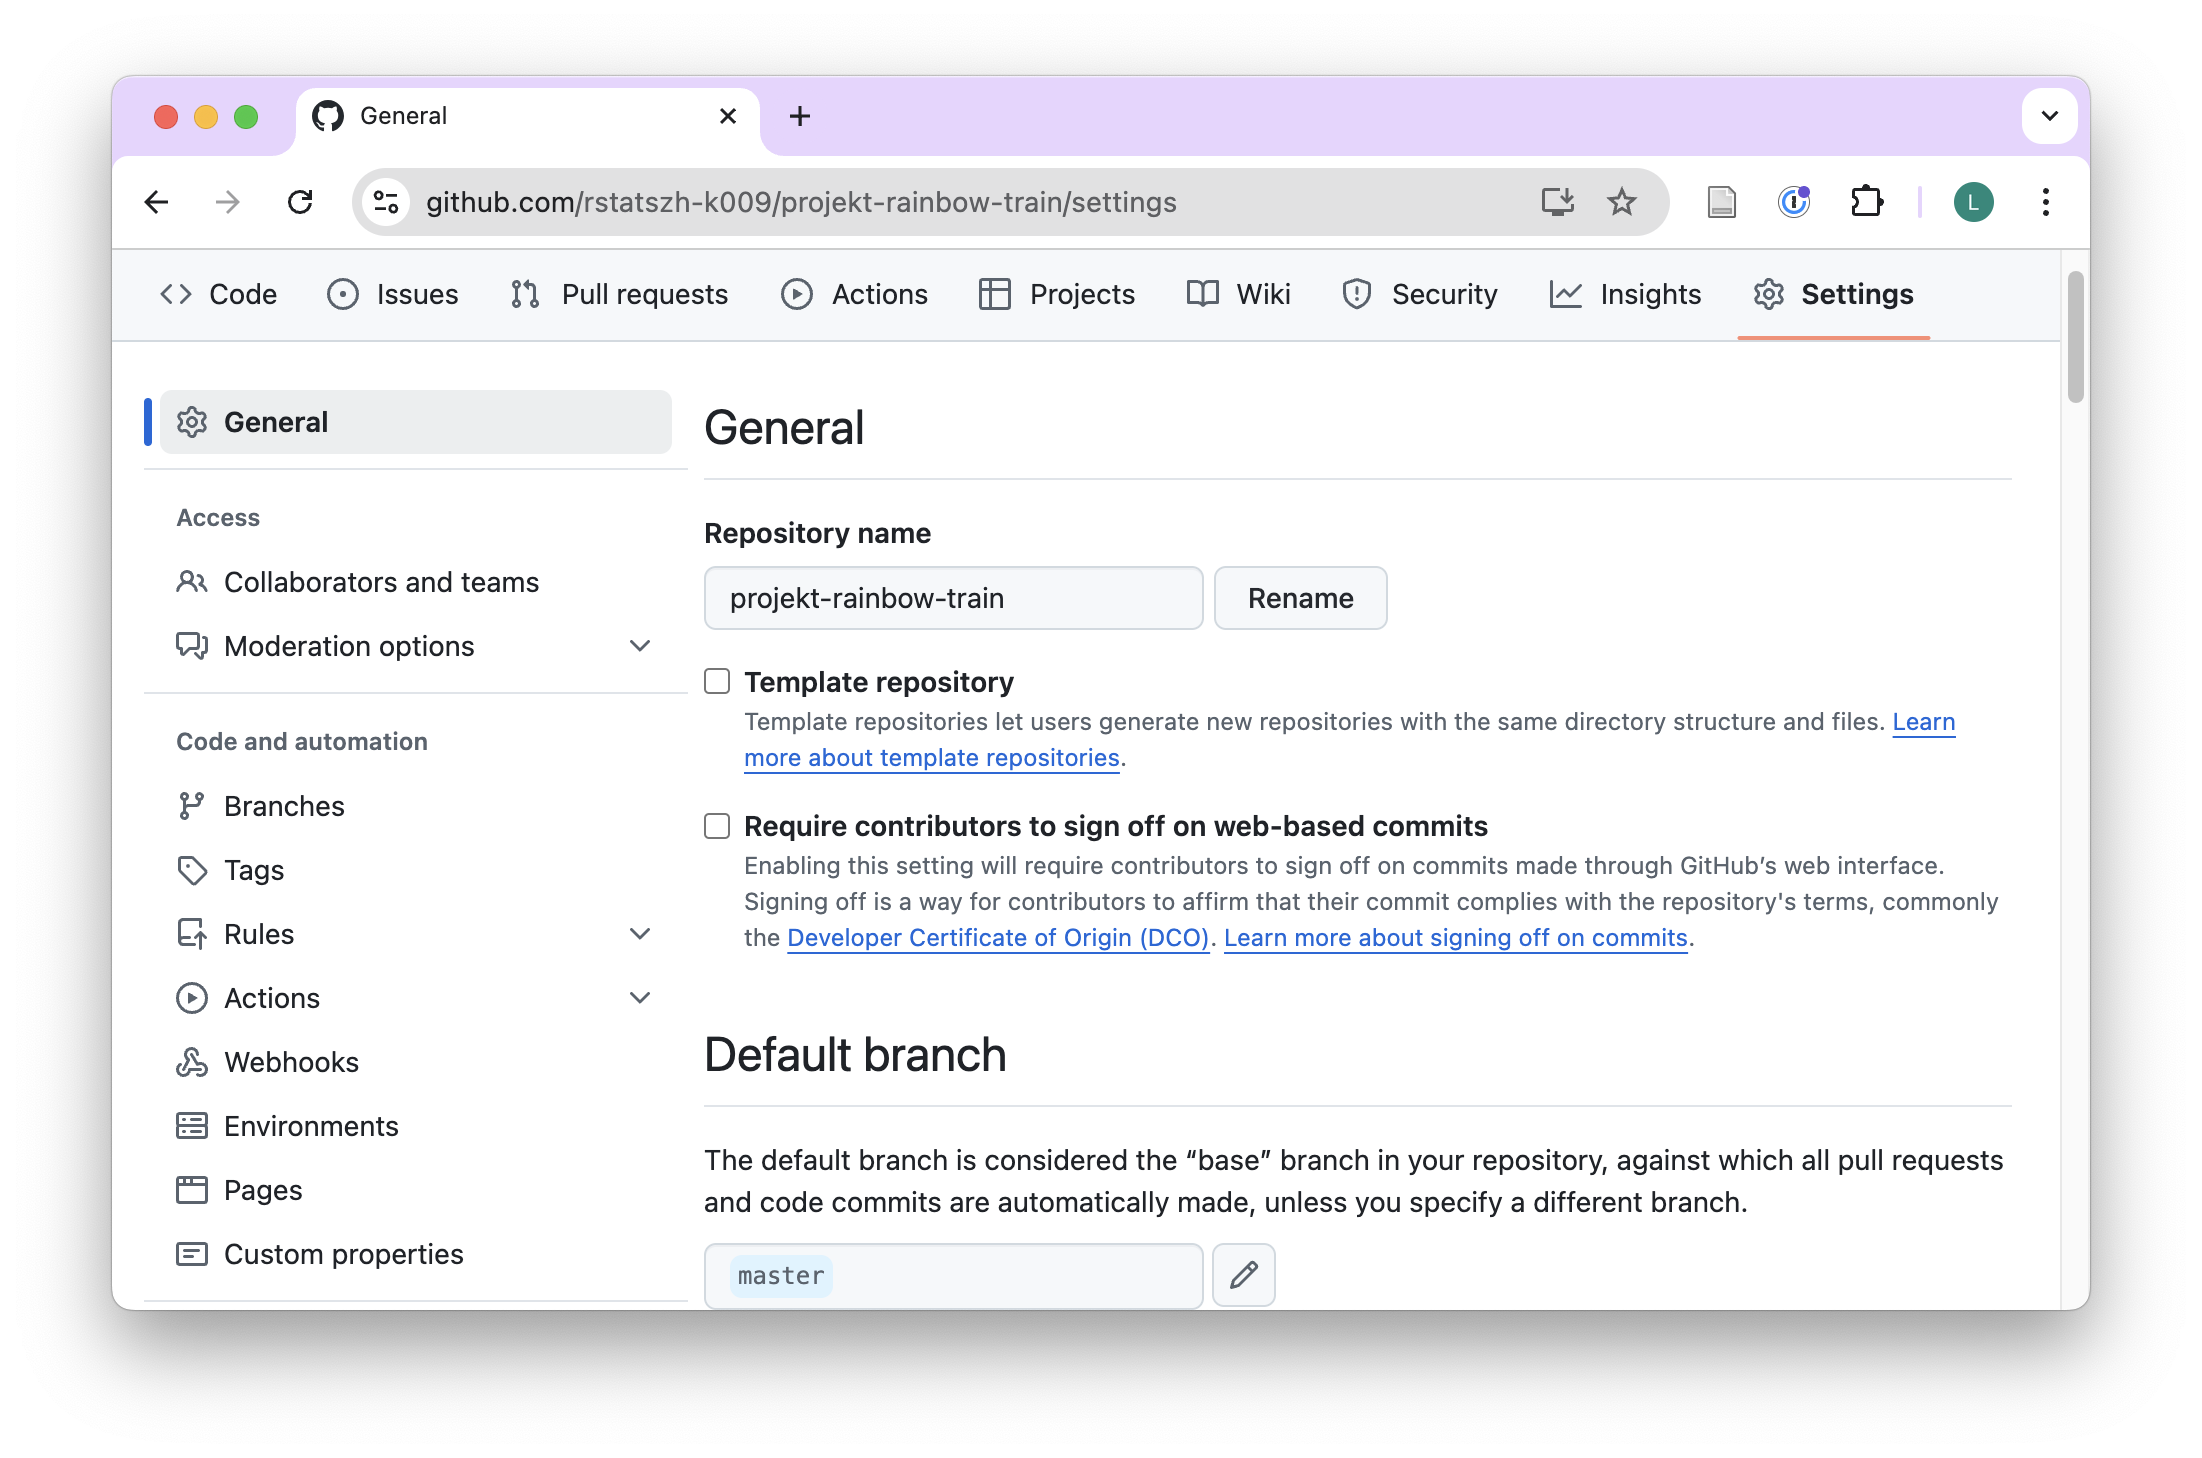 General
github.com/rstatszh-k009/projekt-rainbow-train/settings
L
Code Issues Pull requests Actions Projects Wiki Security Insights Settings
General
Access
Collaborators and teams
Moderation options
Code and automation
Branches
Tags
Rules
Actions
Webhooks
Environments
Pages
Custom properties
General
Repository name
projekt-rainbow-train Rename
Template repository
Template repositories let users generate new repositories with the same directory structure and files. Learn
more about template repositories.
Require contributors to sign off on web-based commits
Enabling this setting will require contributors to sign off on commits made through GitHub’s web interface.
Signing off is a way for contributors to affirm that their commit complies with the repository's terms, commonly
the Developer Certificate of Origin (DCO). Learn more about signing off on commits.
Default branch
The default branch is considered the “base” branch in your repository, against which all pull requests
and code commits are automatically made, unless you specify a different branch.
master